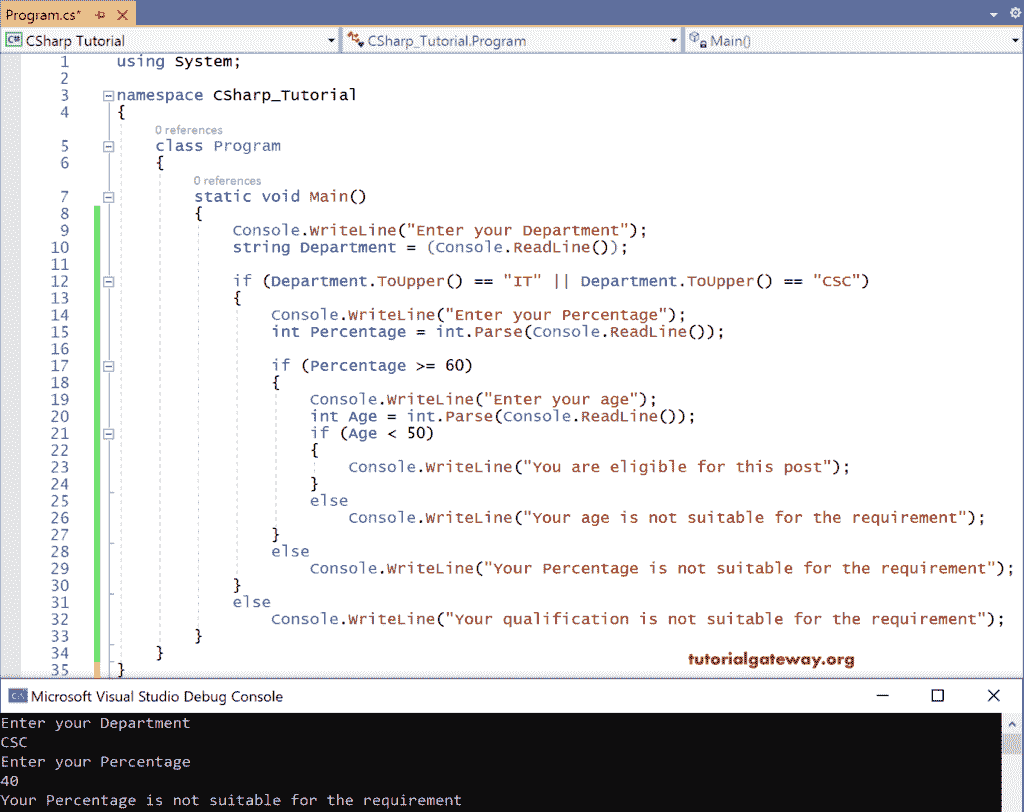 Program.cs*
C# CSharp Tutorial CSharp_Tutorial.Program Main()
1 using System;
2
3 namespace CSharp_Tutorial
4 {
0 references
5 class Program
6 {
0 references
7 static void Main()
8 {
9 Console.WriteLine("Enter your Department");
10 string Department = (Console.ReadLine());
11
12 if (Department.ToUpper() == "IT" || Department.ToUpper() == "CSC")
13 {
14 Console.WriteLine("Enter your Percentage");
15 int Percentage = int.Parse(Console.ReadLine());
16
17 if (Percentage >= 60)
18 {
19 Console.WriteLine("Enter your age");
20 int Age = int.Parse(Console.ReadLine());
21 if (Age < 50)
22 {
23 Console.WriteLine("You are eligible for this post");
24 }
25 else
26 Console.WriteLine("Your age is not suitable for the requirement");
27 }
28 else
29 Console.WriteLine("Your Percentage is not suitable for the requirement");
30 }
31 else
32 Console.WriteLine("Your qualification is not suitable for the requirement");
33 }
34 }
tutorialgateway.org
35 }
C:\ Microsoft Visual Studio Debug Console
Enter your Department
CSC
Enter your Percentage
40
Your Percentage is not suitable for the requirement